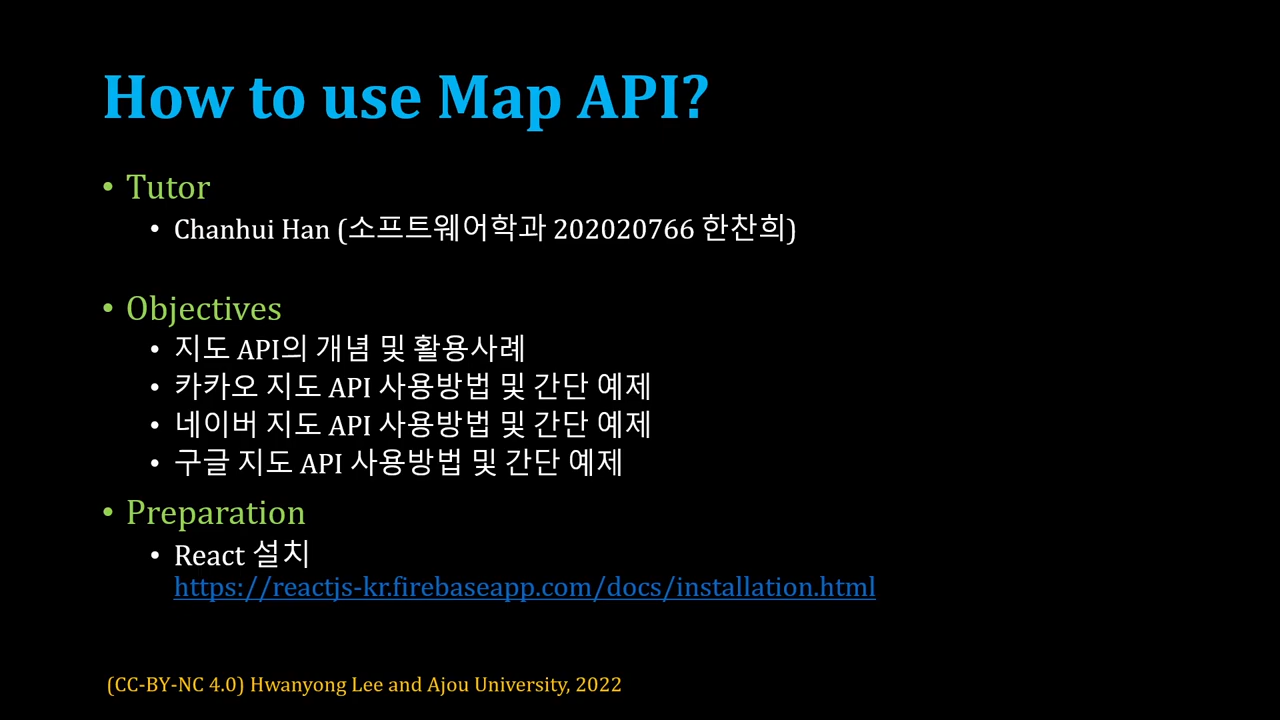 How to use Map API?
• Tutor
• Chanhui Han (소프트웨어학과 202020766 한찬희)
• Objectives
• 지도 API의 개념 및 활용사례
• 카카오 지도 API 사용방법 및 간단 예제
• 네이버 지도 API 사용방법 및 간단 예제
• 구글 지도 API 사용방법 및 간단 예제
• Preparation
• React 설치
https://reactjs-kr.firebaseapp.com/docs/installation.html
(CC-BY-NC 4.0) Hwanyong Lee and Ajou University, 2022